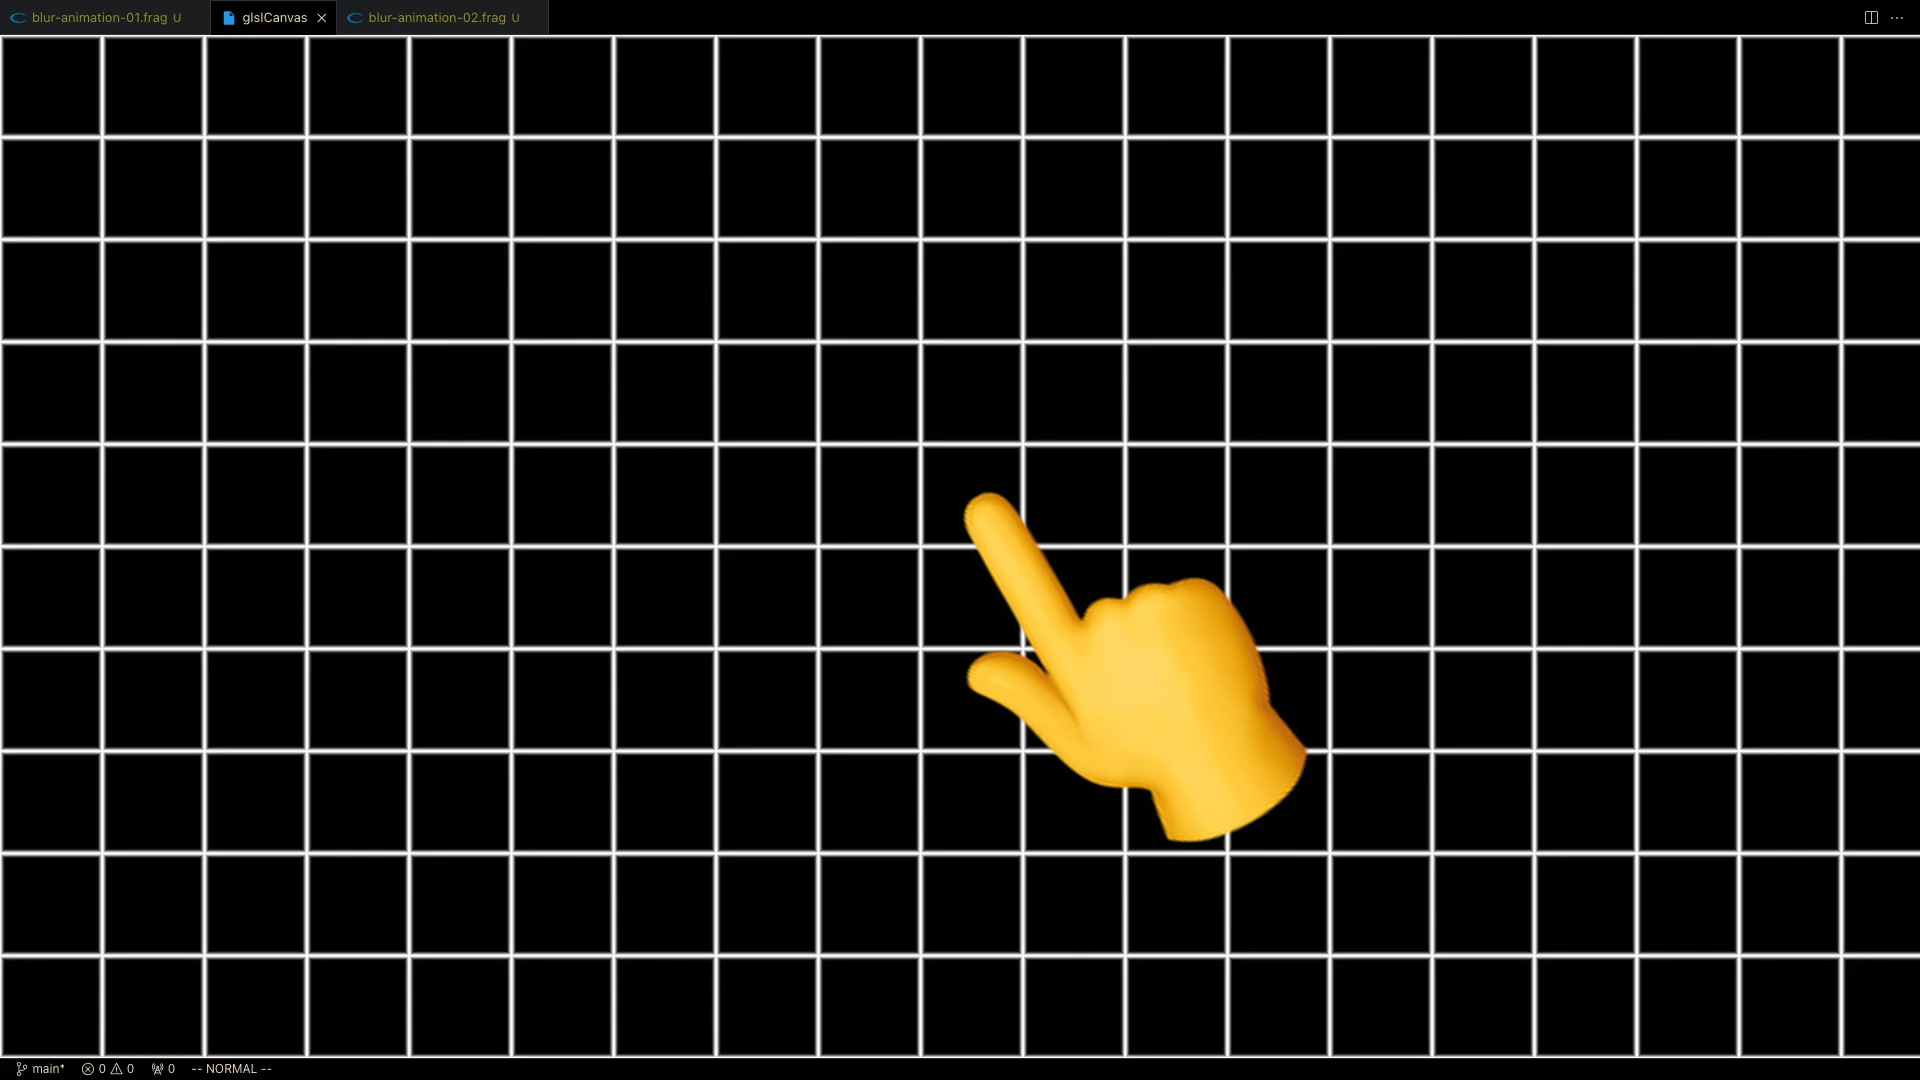 blur-animation-01.frag U
glslCanvas
blur-animation-02.frag U
main*
0
0
0
-- NORMAL --